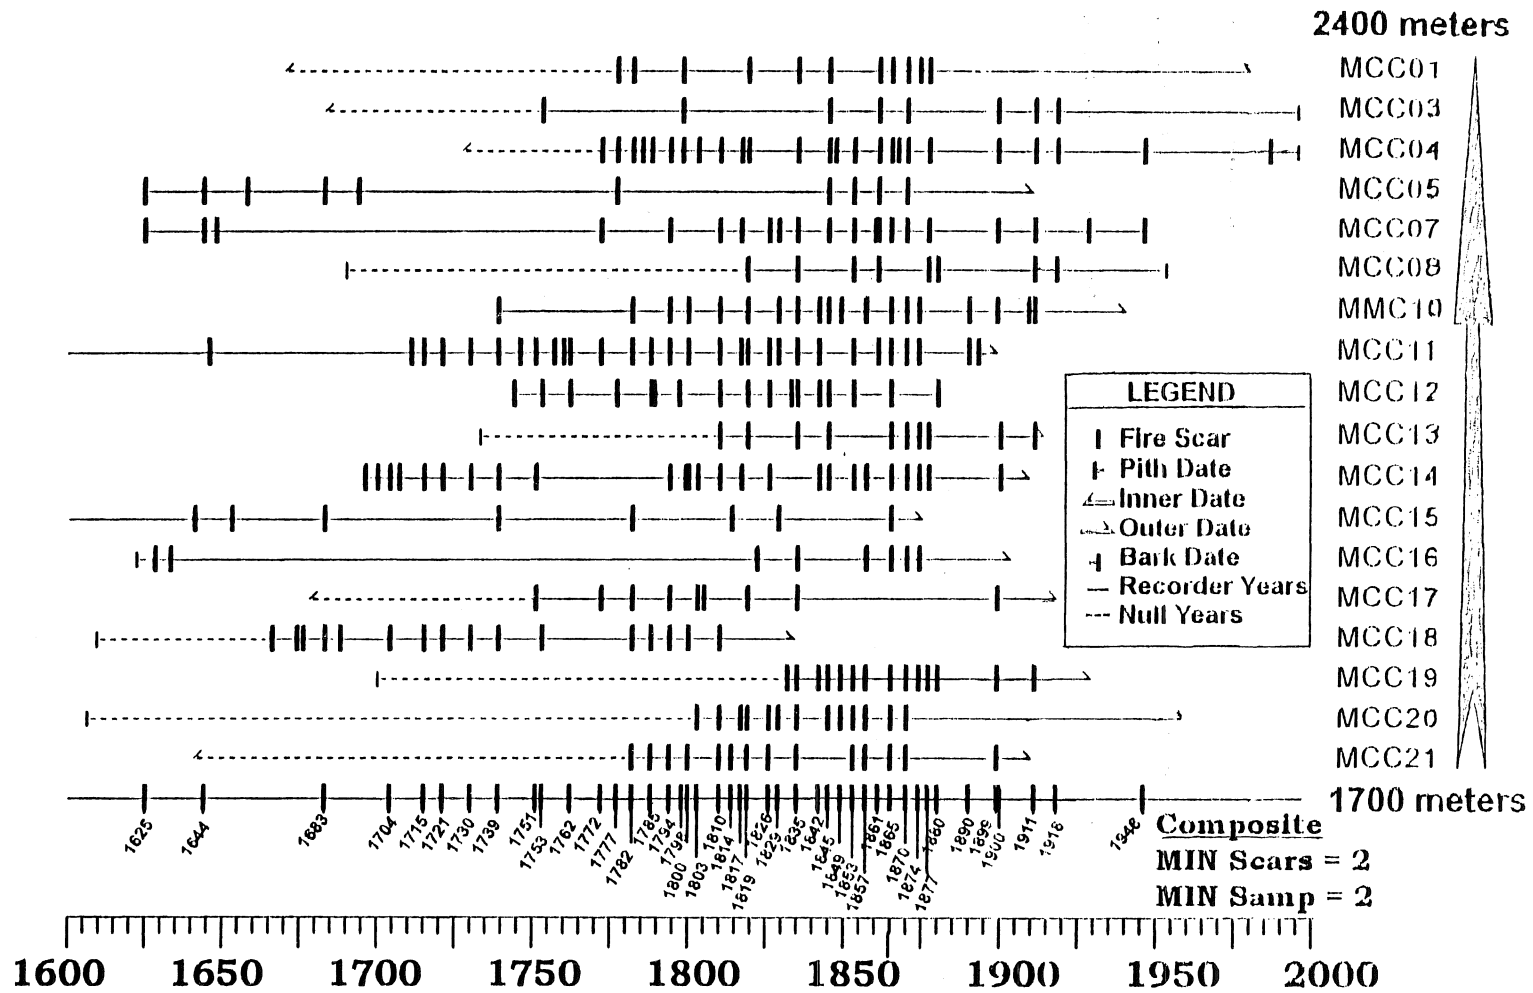 2400 meters
MCC01
MCC03
MCC04
MCC05
MCC07
MCC08
MMC10
MCC11
MCC12
MCC13
MCC14
MCC15
MCC16
MCC17
MCC18
MCC19
MCC20
MCC21
LEGEND
Fire Scar
Pith Date
Inner Date
Outer Date
Bark Date
Recorder Years
Null Years
1700 meters
Composite
MIN Scars = 2
MIN Samp = 2
1625 1644 1683 1704 1715 1721 1730 1739 1751 1753 1762 1772 1777 1782 1785 1794 1798 1800 1803 1810 1814 1817 1819 1826 1829 1835 1842 1845 1849 1853 1857 1861 1865 1870 1874 1877 1880 1890 1899 1900 1911 1918 1946
1600 1650 1700 1750 1800 1850 1900 1950 2000